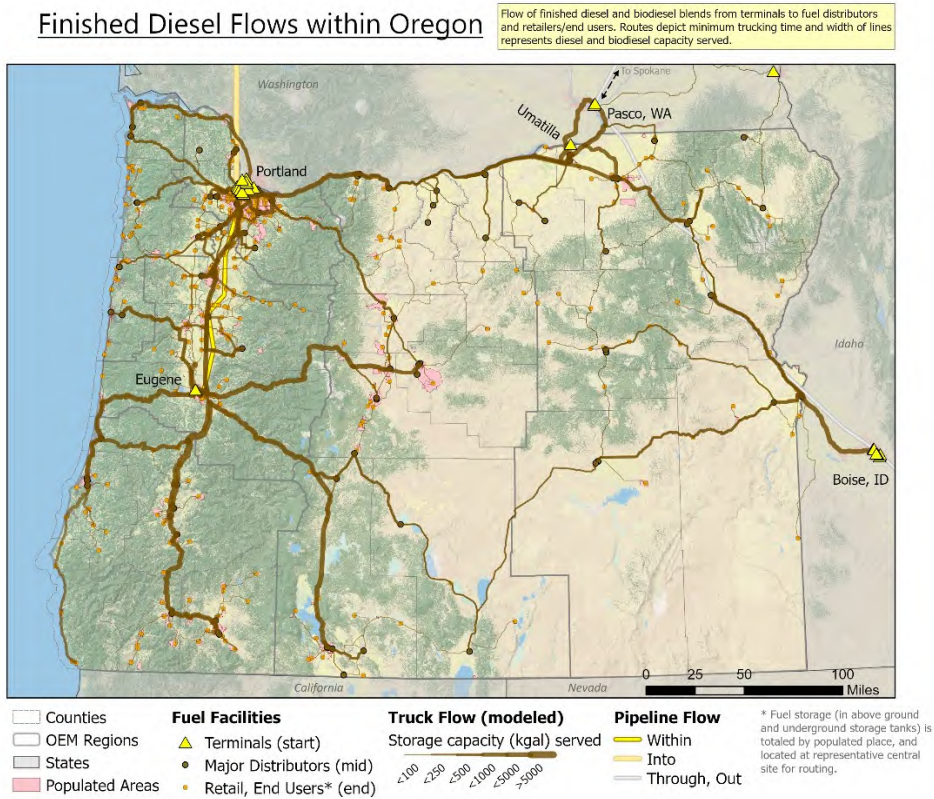 Finished Diesel Flows within Oregon
Flow of finished diesel and biodiesel blends from terminals to fuel distributors
and retailers/end users. Routes depict minimum trucking time and width of lines
represents diesel and biodiesel capacity served.
Washington
To Spokane
Pasco, WA
Umatilla
Portland
Idaho
Eugene
Boise, ID
California
Nevada
0 25 50 100
Miles
Counties
OEM Regions
States
Populated Areas
Fuel Facilities
Terminals (start)
Major Distributors (mid)
Retail, End Users* (end)
Truck Flow (modeled)
Storage capacity (kgal) served
<100 <250 <500 <1000 <5000 >5000
Pipeline Flow
Within
Into
Through, Out
* Fuel storage (in above ground
and underground storage tanks) is
totaled by populated place, and
located at representative central
site for routing.